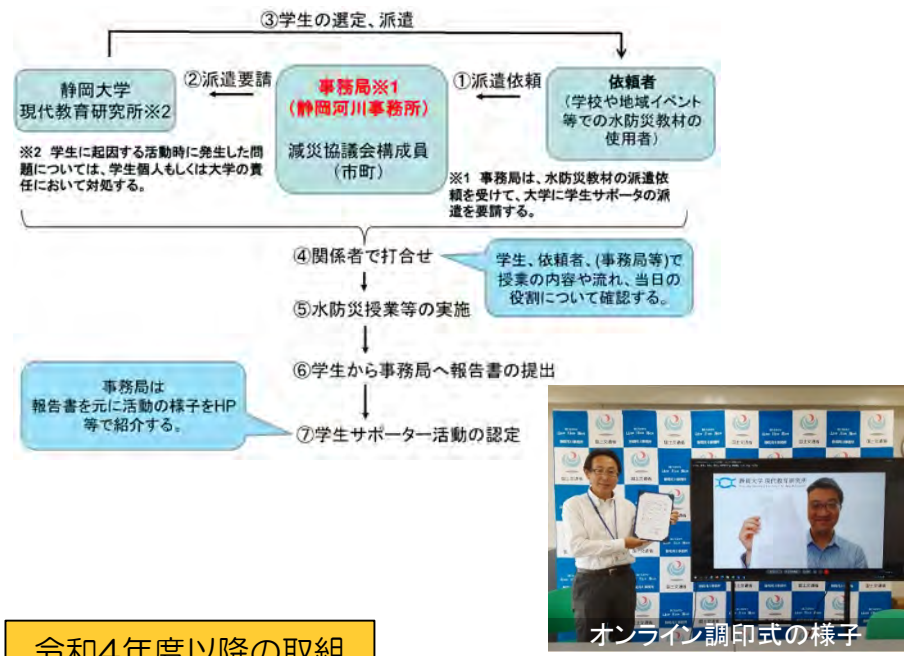 ③学生の選定、派遣
静岡大学
現代教育研究所※2
②派遣要請
事務局※1
(静岡河川事務所)
減災協議会構成員
(市町)
①派遣依頼
依頼者
(学校や地域イベント
等での水防災教材の
使用者)
※2 学生に起因する活動時に発生した問
題については、学生個人もしくは大学の責
任において対処する。
※1 事務局は、水防災教材の派遣依
頼を受けて、大学に学生サポータの派
遣を要請する。
④関係者で打合せ
学生、依頼者、(事務局等)で
授業の内容や流れ、当日の
役割について確認する。
⑤水防災授業等の実施
⑥学生から事務局へ報告書の提出
事務局は
報告書を元に活動の様子をHP
等で紹介する。
⑦学生サポーター活動の認定
静岡大学 現代教育研究所
国土交通省
オンライン調印式の様子
令和4年度以降の取組